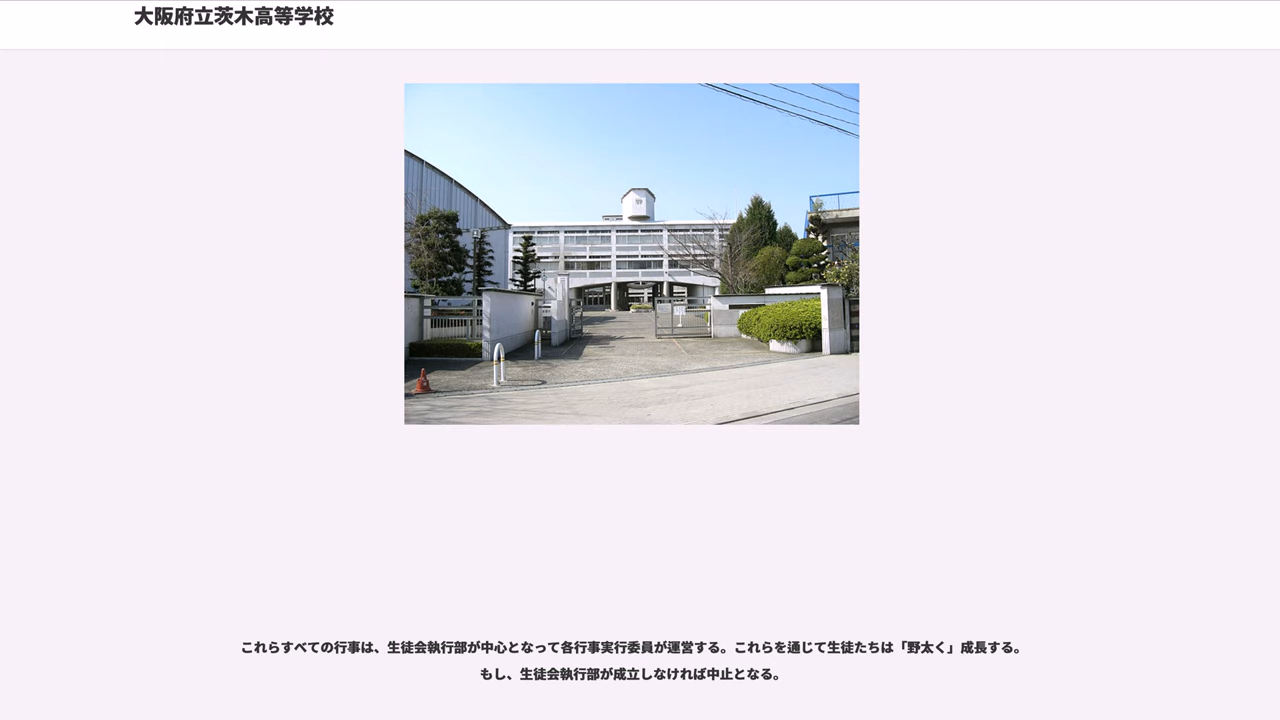 大阪府立茨木高等学校
これらすべての行事は、生徒会執行部が中心となって各行事実行委員が運営する。これらを通じて生徒たちは「野太く」成長する。
もし、生徒会執行部が成立しなければ中止となる。